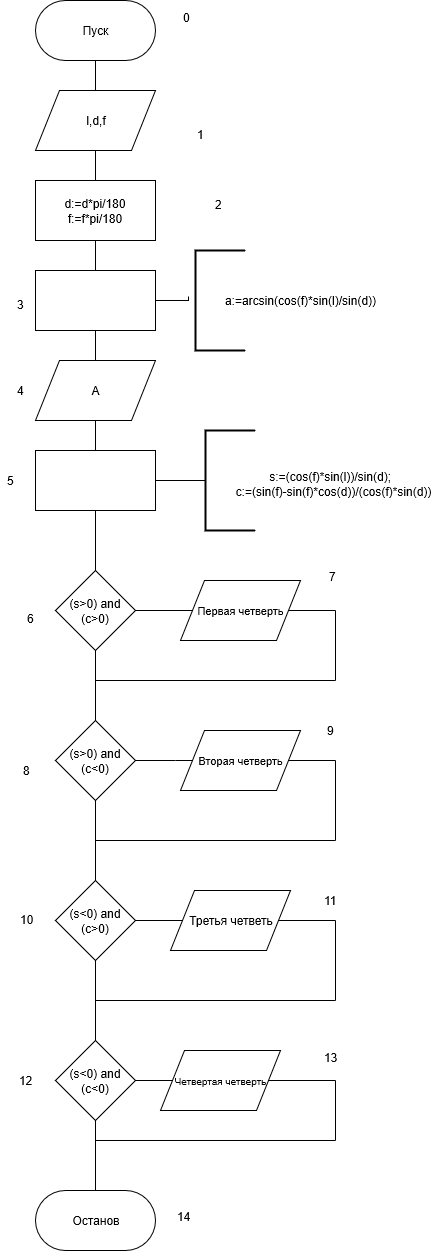 Пуск
0
l,d,f
1
d:=d*pi/180
f:=f*pi/180
2
3
a:=arcsin(cos(f)*sin(l)/sin(d))
4
A
5
s:=(cos(f)*sin(l))/sin(d);
c:=(sin(f)-sin(f)*cos(d))/(cos(f)*sin(d))
6
(s>0) and
(c>0)
Первая четверть
7
8
(s>0) and
(c<0)
Вторая четверть
9
10
(s<0) and
(c>0)
Третья четветь
11
12
(s<0) and
(c<0)
Четвертая четверть
13
Останов
14